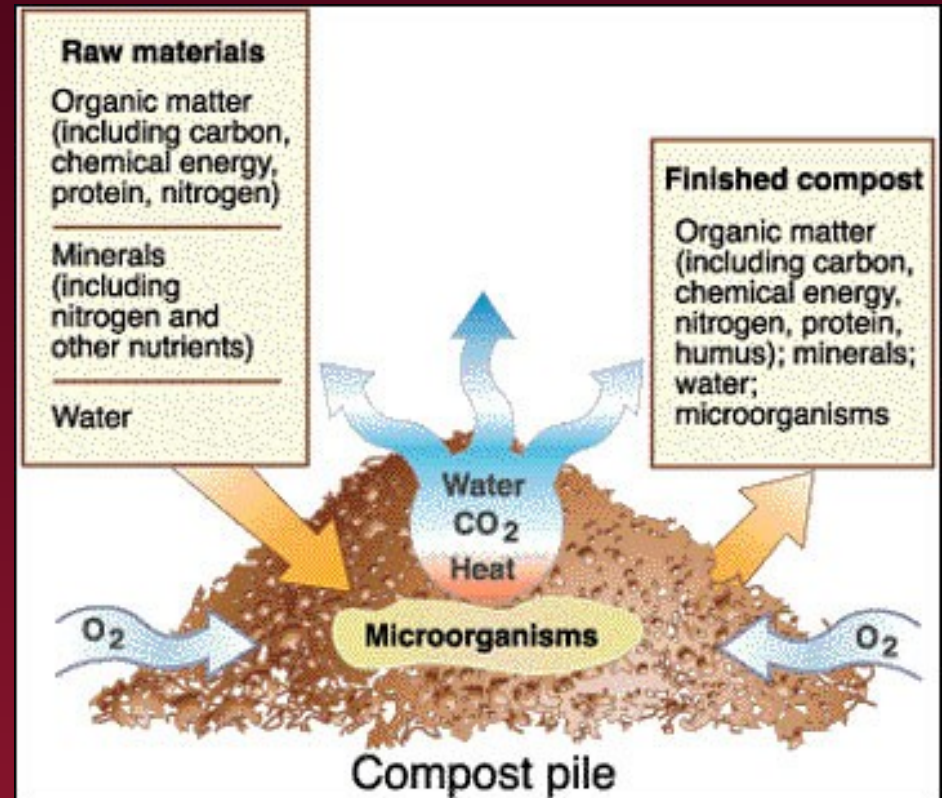 Raw materials
Organic matter
(including carbon,
chemical energy,
protein, nitrogen)
Minerals
(including
nitrogen and
other nutrients)
Water
Finished compost
Organic matter
(including carbon,
chemical energy,
nitrogen, protein,
humus); minerals;
water;
microorganisms
Water
CO₂
Heat
Microorganisms
O₂
O₂
Compost pile